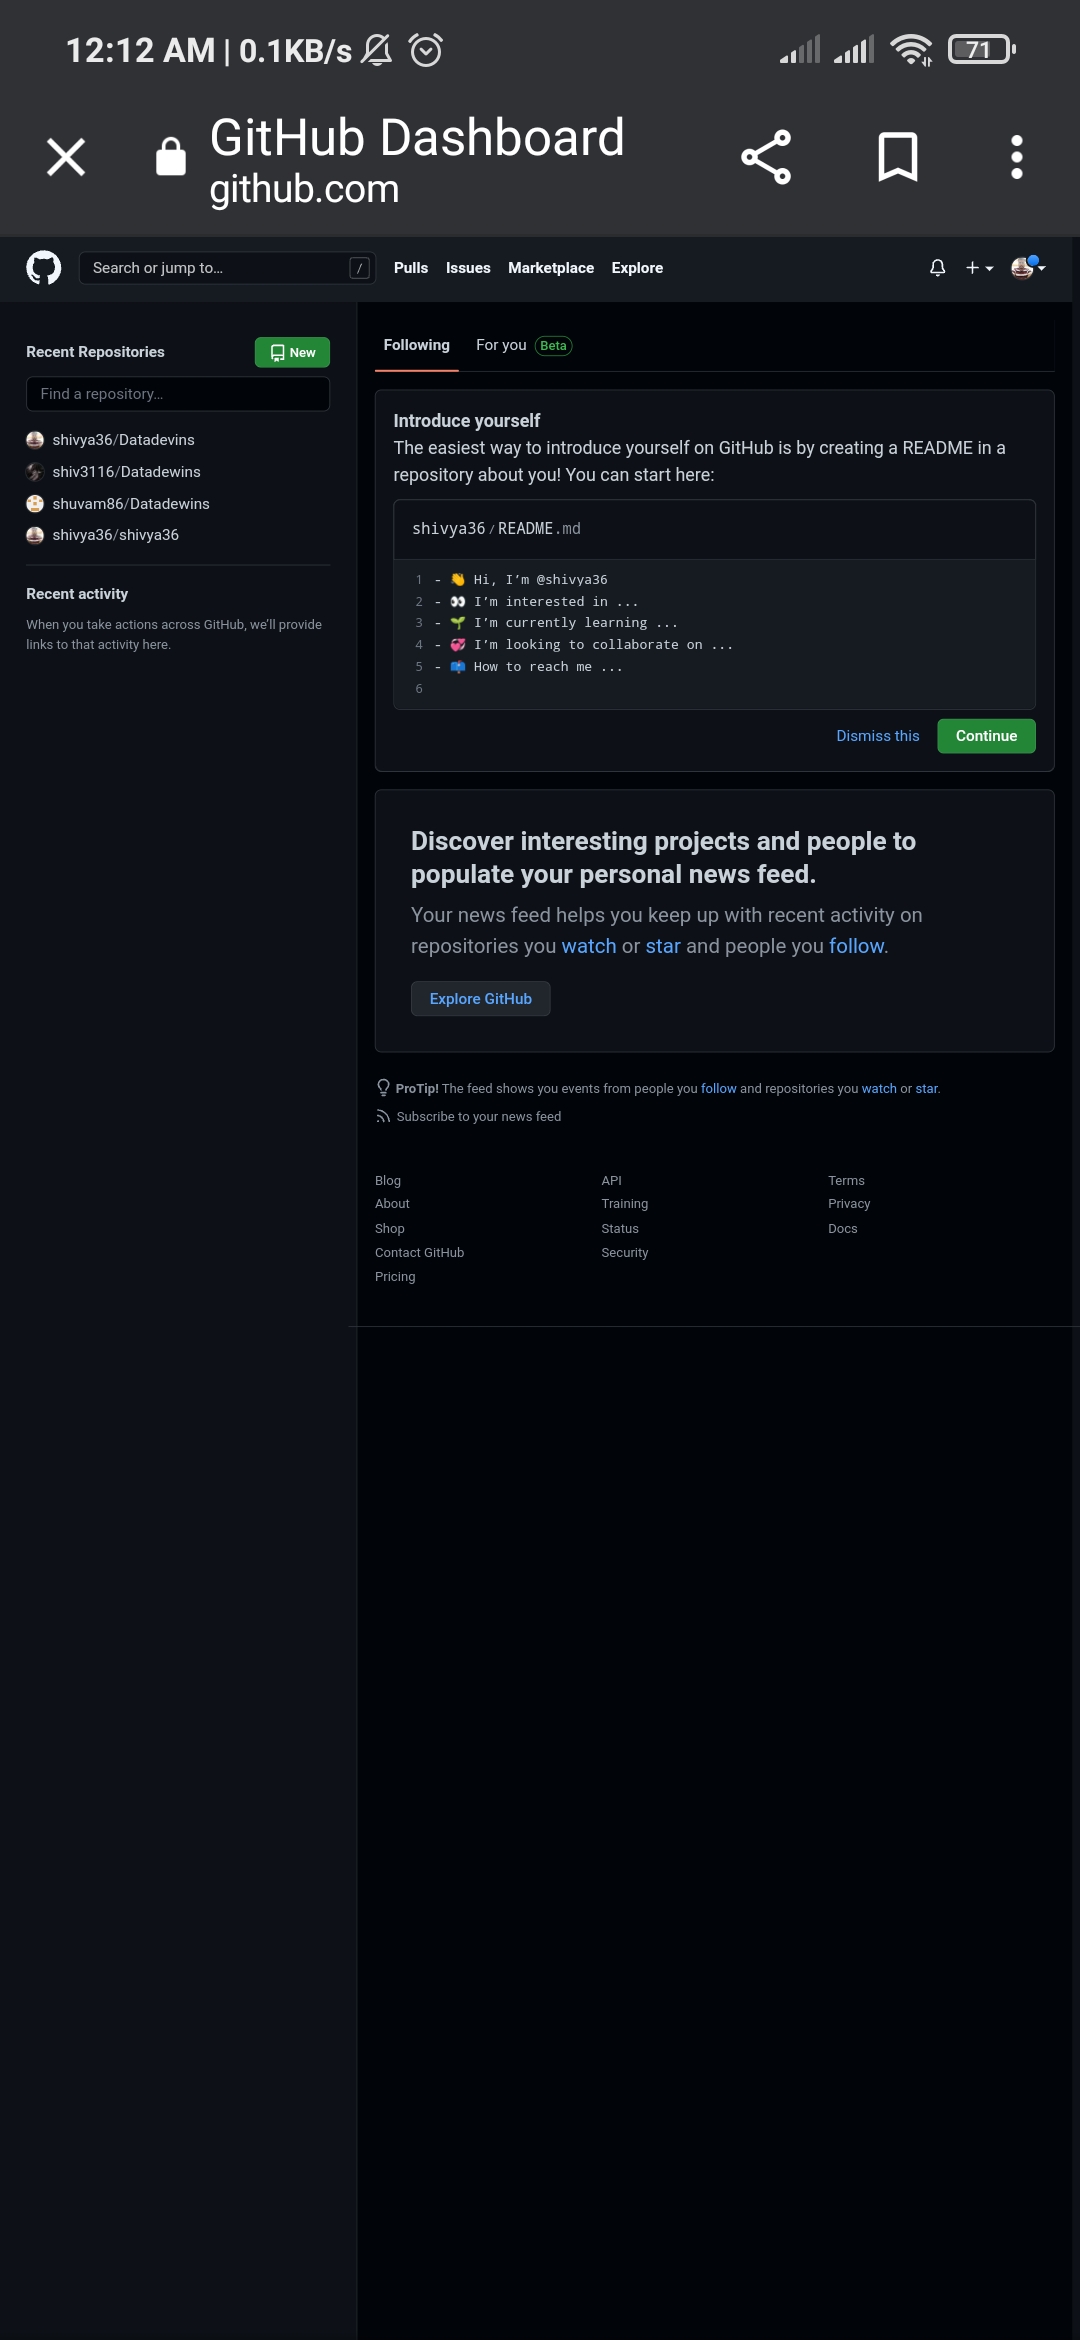 12:12 AM | 0.1KB/s
71
GitHub Dashboard
github.com
Search or jump to…
/
Pulls
Issues
Marketplace
Explore
Recent Repositories
New
Find a repository…
shivya36/Datadevins
shiv3116/Datadewins
shuvam86/Datadewins
shivya36/shivya36
Recent activity
When you take actions across GitHub, we'll provide
links to that activity here.
Following
For you
Beta
Introduce yourself
The easiest way to introduce yourself on GitHub is by creating a README in a
repository about you! You can start here:
shivya36/README.md
1 - 👋 Hi, I’m @shivya36
2 - 👀 I’m interested in ...
3 - 🌱 I’m currently learning ...
4 - 💞️ I’m looking to collaborate on ...
5 - 📫 How to reach me ...
6
Dismiss this
Continue
Discover interesting projects and people to
populate your personal news feed.
Your news feed helps you keep up with recent activity on
repositories you watch or star and people you follow.
Explore GitHub
ProTip! The feed shows you events from people you follow and repositories you watch or star.
Subscribe to your news feed
Blog
About
Shop
Contact GitHub
Pricing
API
Training
Status
Security
Terms
Privacy
Docs